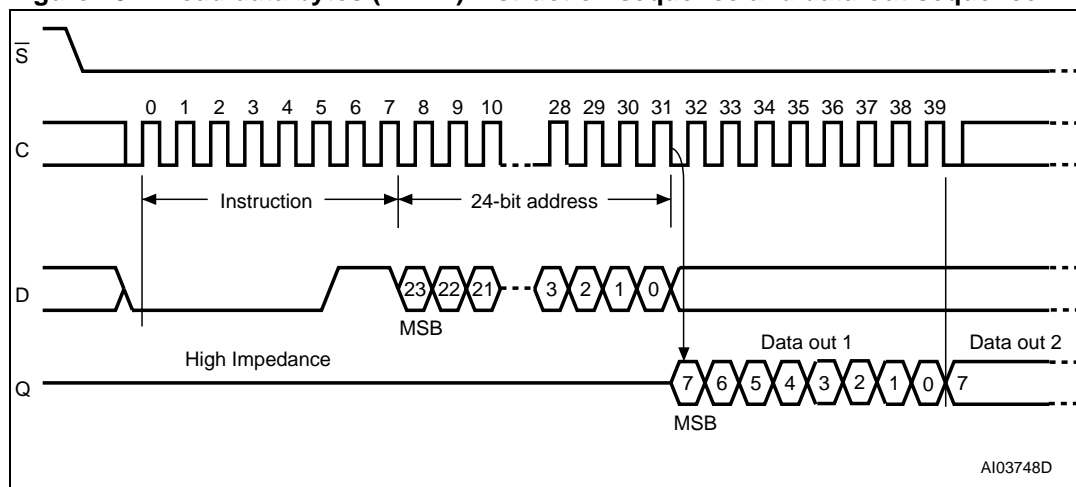 S
0 1 2 3 4 5 6 7 8 9 10 28 29 30 31 32 33 34 35 36 37 38 39
C
Instruction 24-bit address
D 23 22 21 3 2 1 0
MSB
High Impedance Data out 1 Data out 2
Q 7 6 5 4 3 2 1 0 7
MSB
AI03748D